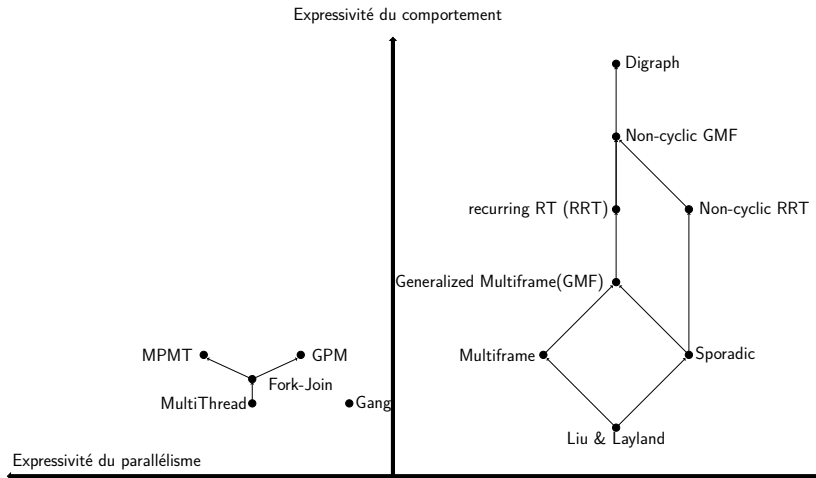 Expressivité du comportement
Digraph
Non-cyclic GMF
recurring RT (RRT)
Non-cyclic RRT
Generalized Multiframe(GMF)
MPMT
GPM
Multiframe
Sporadic
Fork-Join
MultiThread
Gang
Liu & Layland
Expressivité du parallélisme